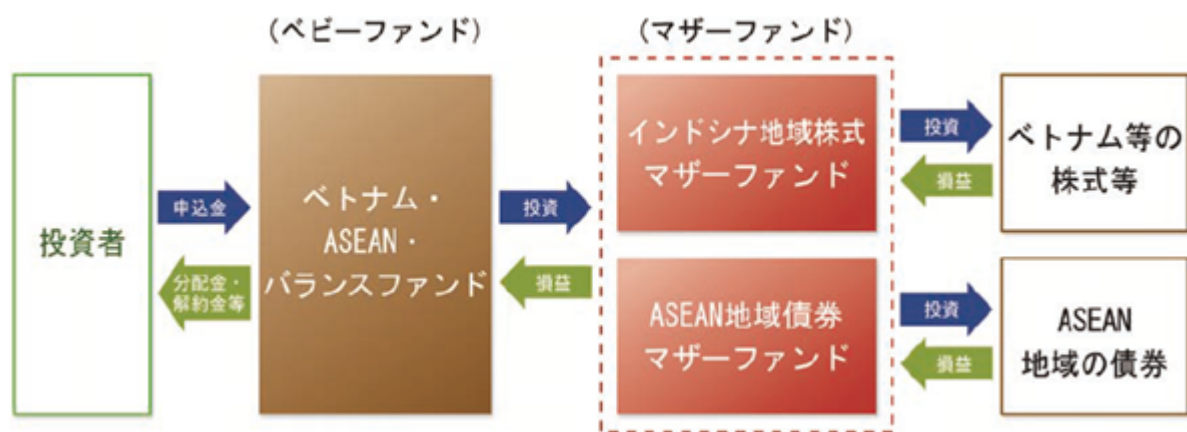 (ベビーファンド)
(マザーファンド)
投資者
申込金
分配金・
解約金等
ベトナム・
ASEAN・
バランスファンド
投資
損益
インドシナ地域株式
マザーファンド
ASEAN地域債券
マザーファンド
投資
損益
ベトナム等の
株式等
投資
損益
ASEAN
地域の債券